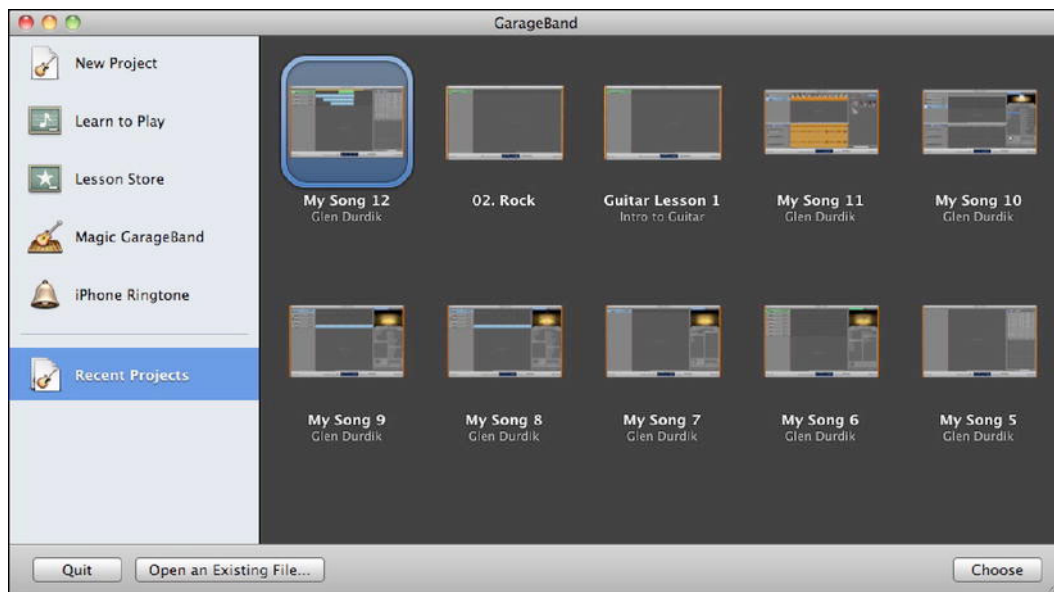 GarageBand
New Project
Learn to Play
Lesson Store
Magic GarageBand
iPhone Ringtone
Recent Projects
My Song 12
Glen Durdik
02. Rock
Guitar Lesson 1
Intro to Guitar
My Song 11
Glen Durdik
My Song 10
Glen Durdik
My Song 9
Glen Durdik
My Song 8
Glen Durdik
My Song 7
Glen Durdik
My Song 6
Glen Durdik
My Song 5
Glen Durdik
Quit
Open an Existing File...
Choose